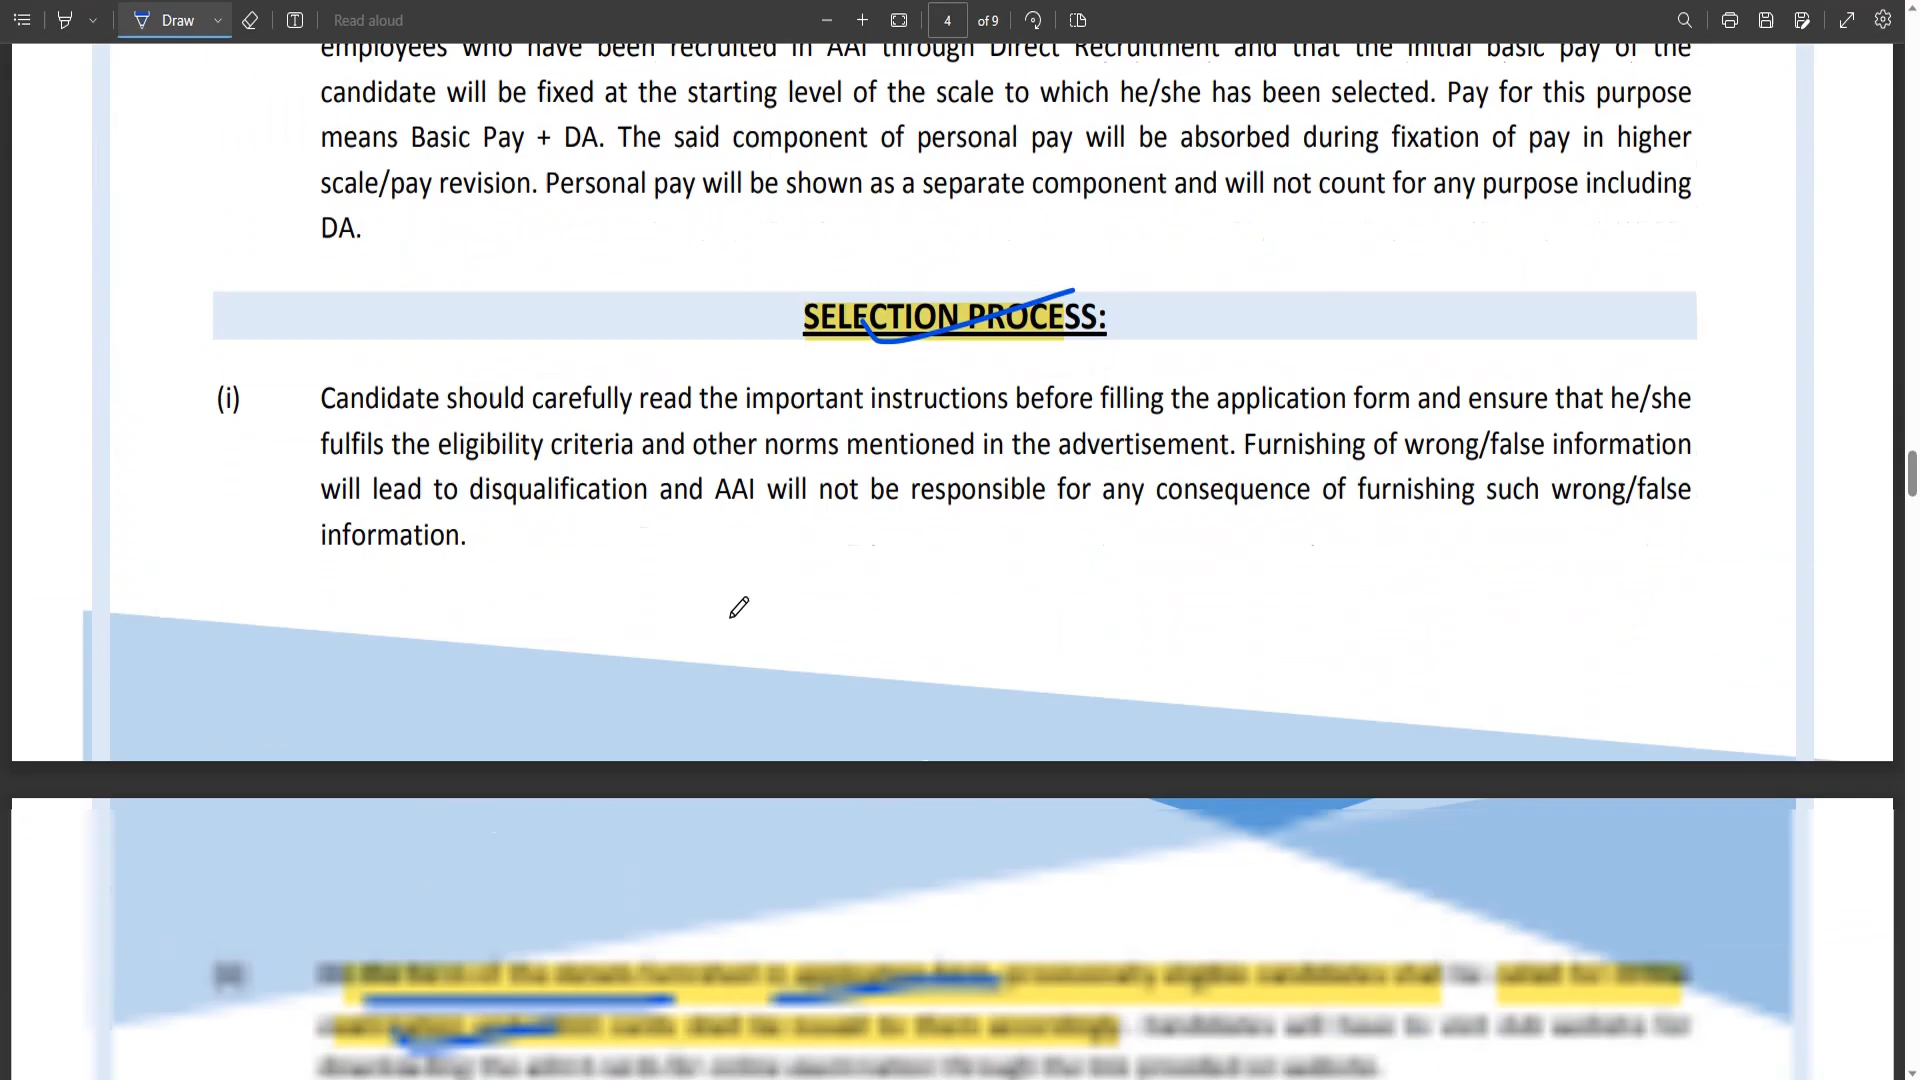 Draw
Read aloud
4
of 9
employees who have been recruited in AAI through Direct Recruitment and that the initial basic pay of the
candidate will be fixed at the starting level of the scale to which he/she has been selected. Pay for this purpose
means Basic Pay + DA. The said component of personal pay will be absorbed during fixation of pay in higher
scale/pay revision. Personal pay will be shown as a separate component and will not count for any purpose including
DA.
SELECTION PROCESS:
(i) Candidate should carefully read the important instructions before filling the application form and ensure that he/she
fulfils the eligibility criteria and other norms mentioned in the advertisement. Furnishing of wrong/false information
will lead to disqualification and AAI will not be responsible for any consequence of furnishing such wrong/false
information.